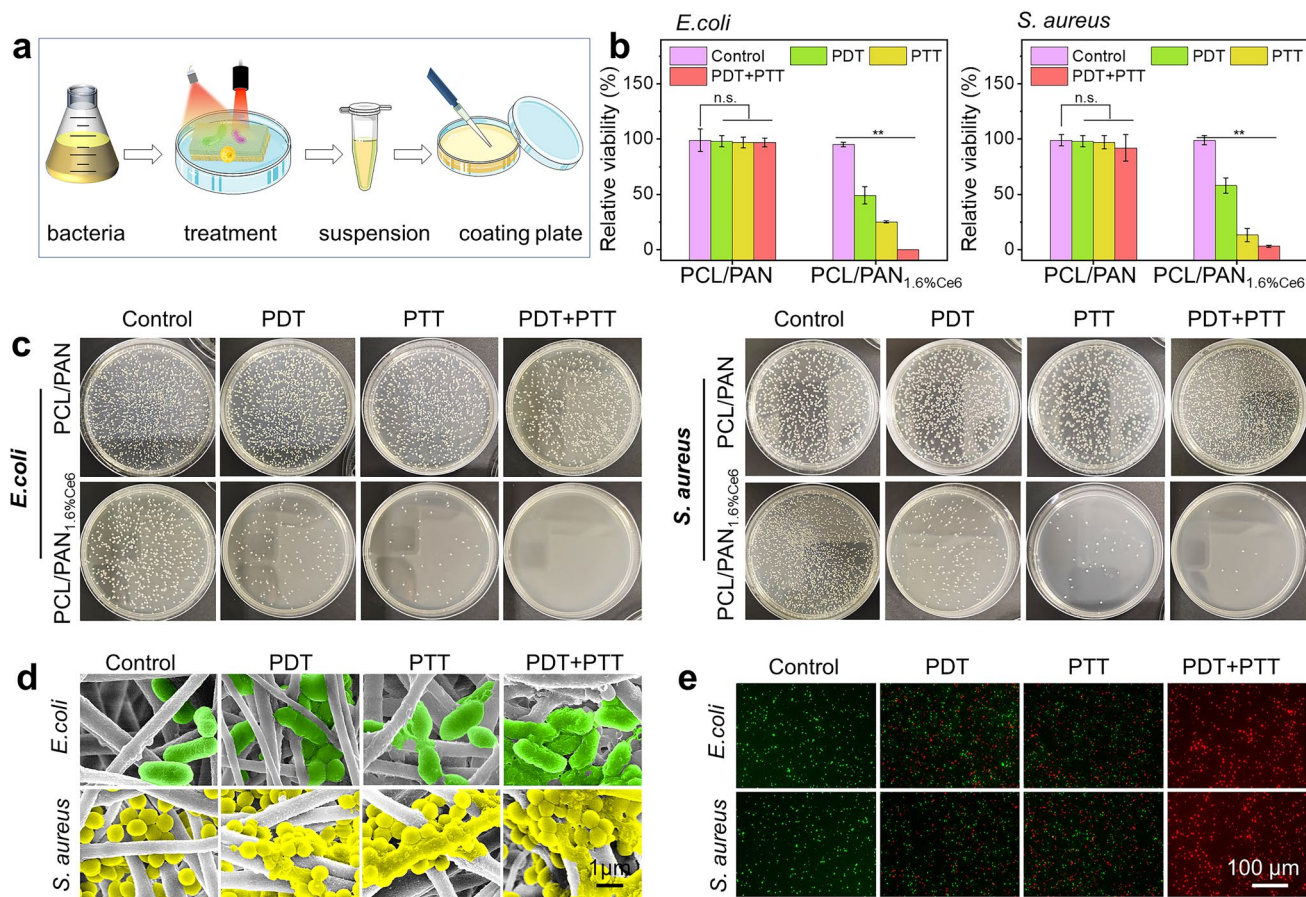 a
bacteria
treatment
suspension
coating plate
b
E.coli
Relative viability (%)
150
100
50
0
Control
PDT
PTT
PDT+PTT
n.s.
**
PCL/PAN
PCL/PAN1.6%Ce6
S. aureus
Relative viability (%)
150
100
50
0
Control
PDT
PTT
PDT+PTT
n.s.
**
PCL/PAN
PCL/PAN1.6%Ce6
c
Control
PDT
PTT
PDT+PTT
E.coli
PCL/PAN
PCL/PAN1.6%Ce6
Control
PDT
PTT
PDT+PTT
S. aureus
PCL/PAN
PCL/PAN1.6%Ce6
d
Control
PDT
PTT
PDT+PTT
E.coli
S. aureus
1μm
e
Control
PDT
PTT
PDT+PTT
E.coli
S. aureus
100 μm